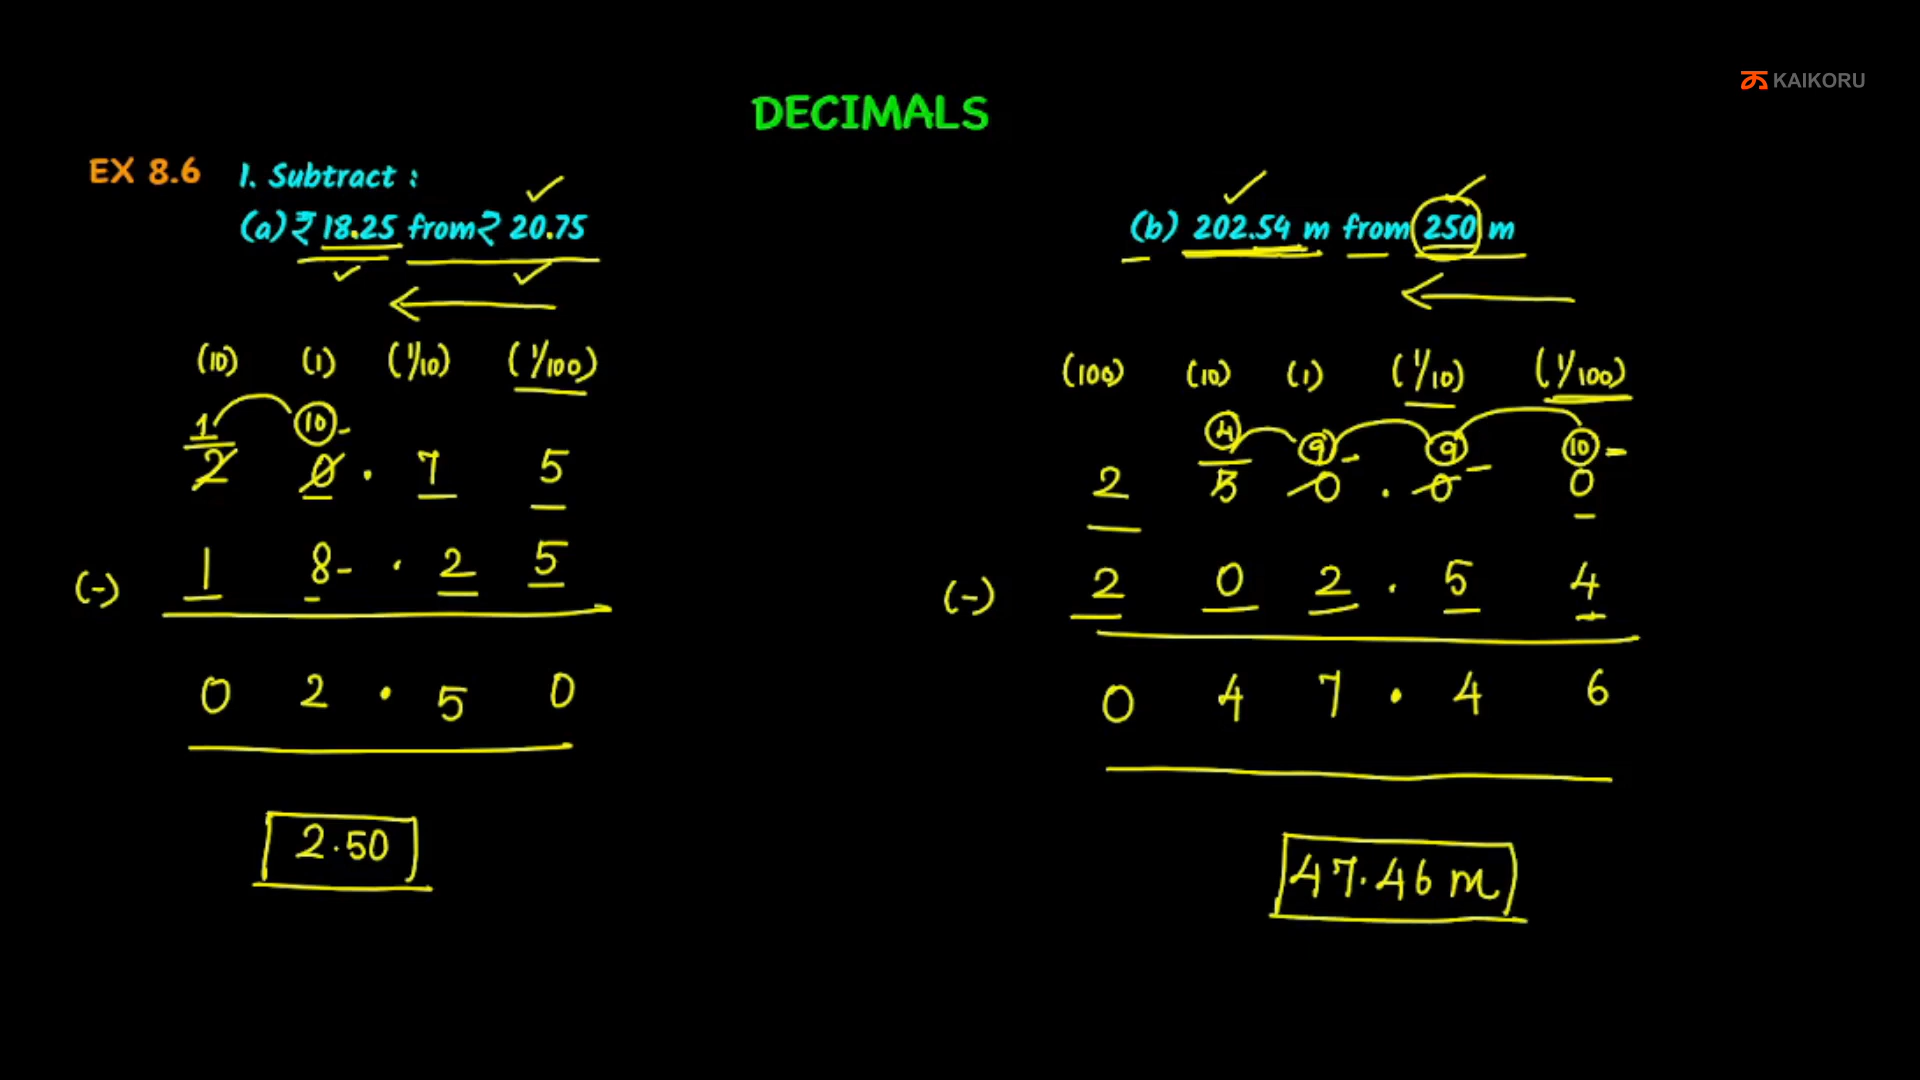 KAIKORU
DECIMALS
EX 8.6
1. Subtract :
(a) ₹ 18.25 from ₹ 20.75
(10) (1) (1/10) (1/100)
1 10
2 0 . 7 5
(-) 1 8 . 2 5
0 2 . 5 0
2.50
(b) 202.54 m from 250 m
(100) (10) (1) (1/10) (1/100)
4 9 9 10
2 5 0 . 0 0
(-) 2 0 2 . 5 4
0 4 7 . 4 6
47.46 m